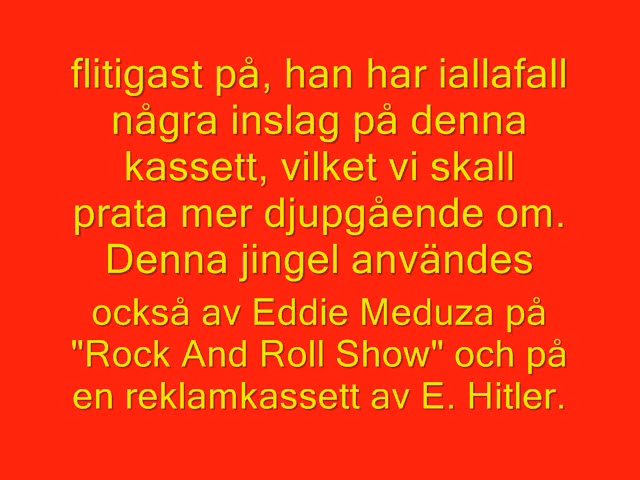 flitigast på, han har iallafall
några inslag på denna
kassett, vilket vi skall
prata mer djupgående om.
Denna jingel användes
också av Eddie Meduza på
"Rock And Roll Show" och på
en reklamkassett av E. Hitler.